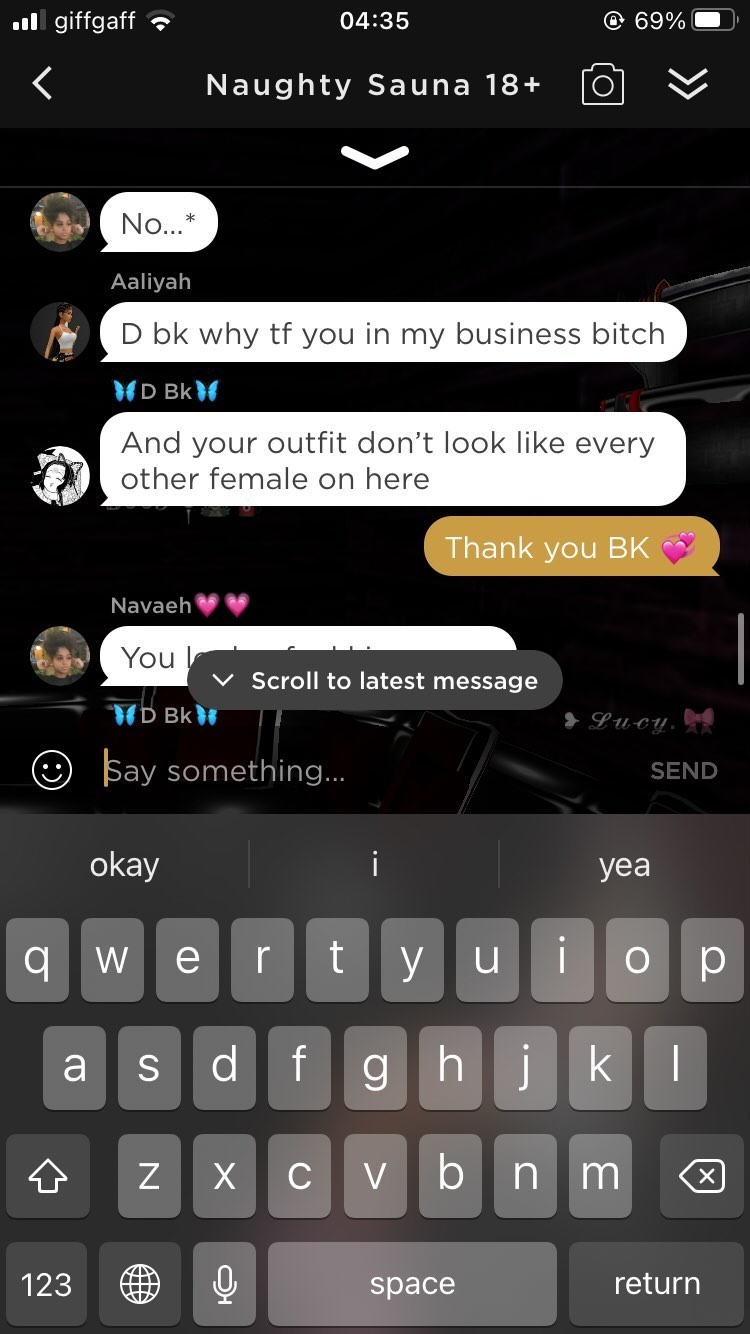 giffgaff 04:35 69%
Naughty Sauna 18+
No...*
Aaliyah
D bk why tf you in my business bitch
🦋D Bk🦋
And your outfit don't look like every
other female on here
Thank you BK 💞
Navaeh💗💗
You
Scroll to latest message
🦋D Bk🦋
❥ 𝓛𝓾𝓬𝔂. 🎀
Say something...
SEND
okay i yea
q w e r t y u i o p
a s d f g h j k l
z x c v b n m
123 space return